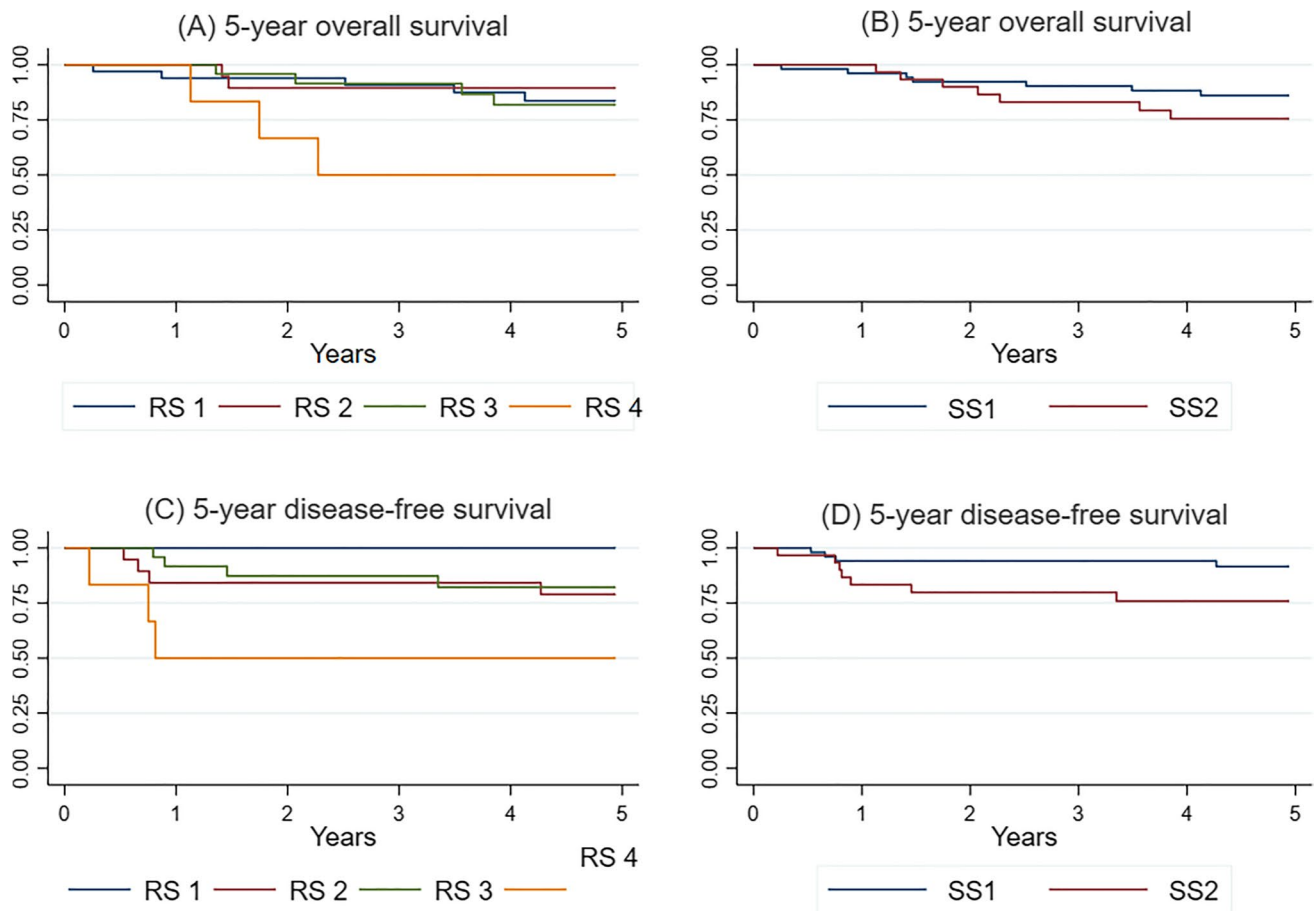 (A) 5-year overall survival
1.00
0.75
0.50
0.25
0.00
0 1 2 3 4 5
Years
RS 1 RS 2 RS 3 RS 4
(B) 5-year overall survival
1.00
0.75
0.50
0.25
0.00
0 1 2 3 4 5
Years
SS1 SS2
(C) 5-year disease-free survival
1.00
0.75
0.50
0.25
0.00
0 1 2 3 4 5
Years
RS 4
RS 1 RS 2 RS 3
(D) 5-year disease-free survival
1.00
0.75
0.50
0.25
0.00
0 1 2 3 4 5
Years
SS1 SS2